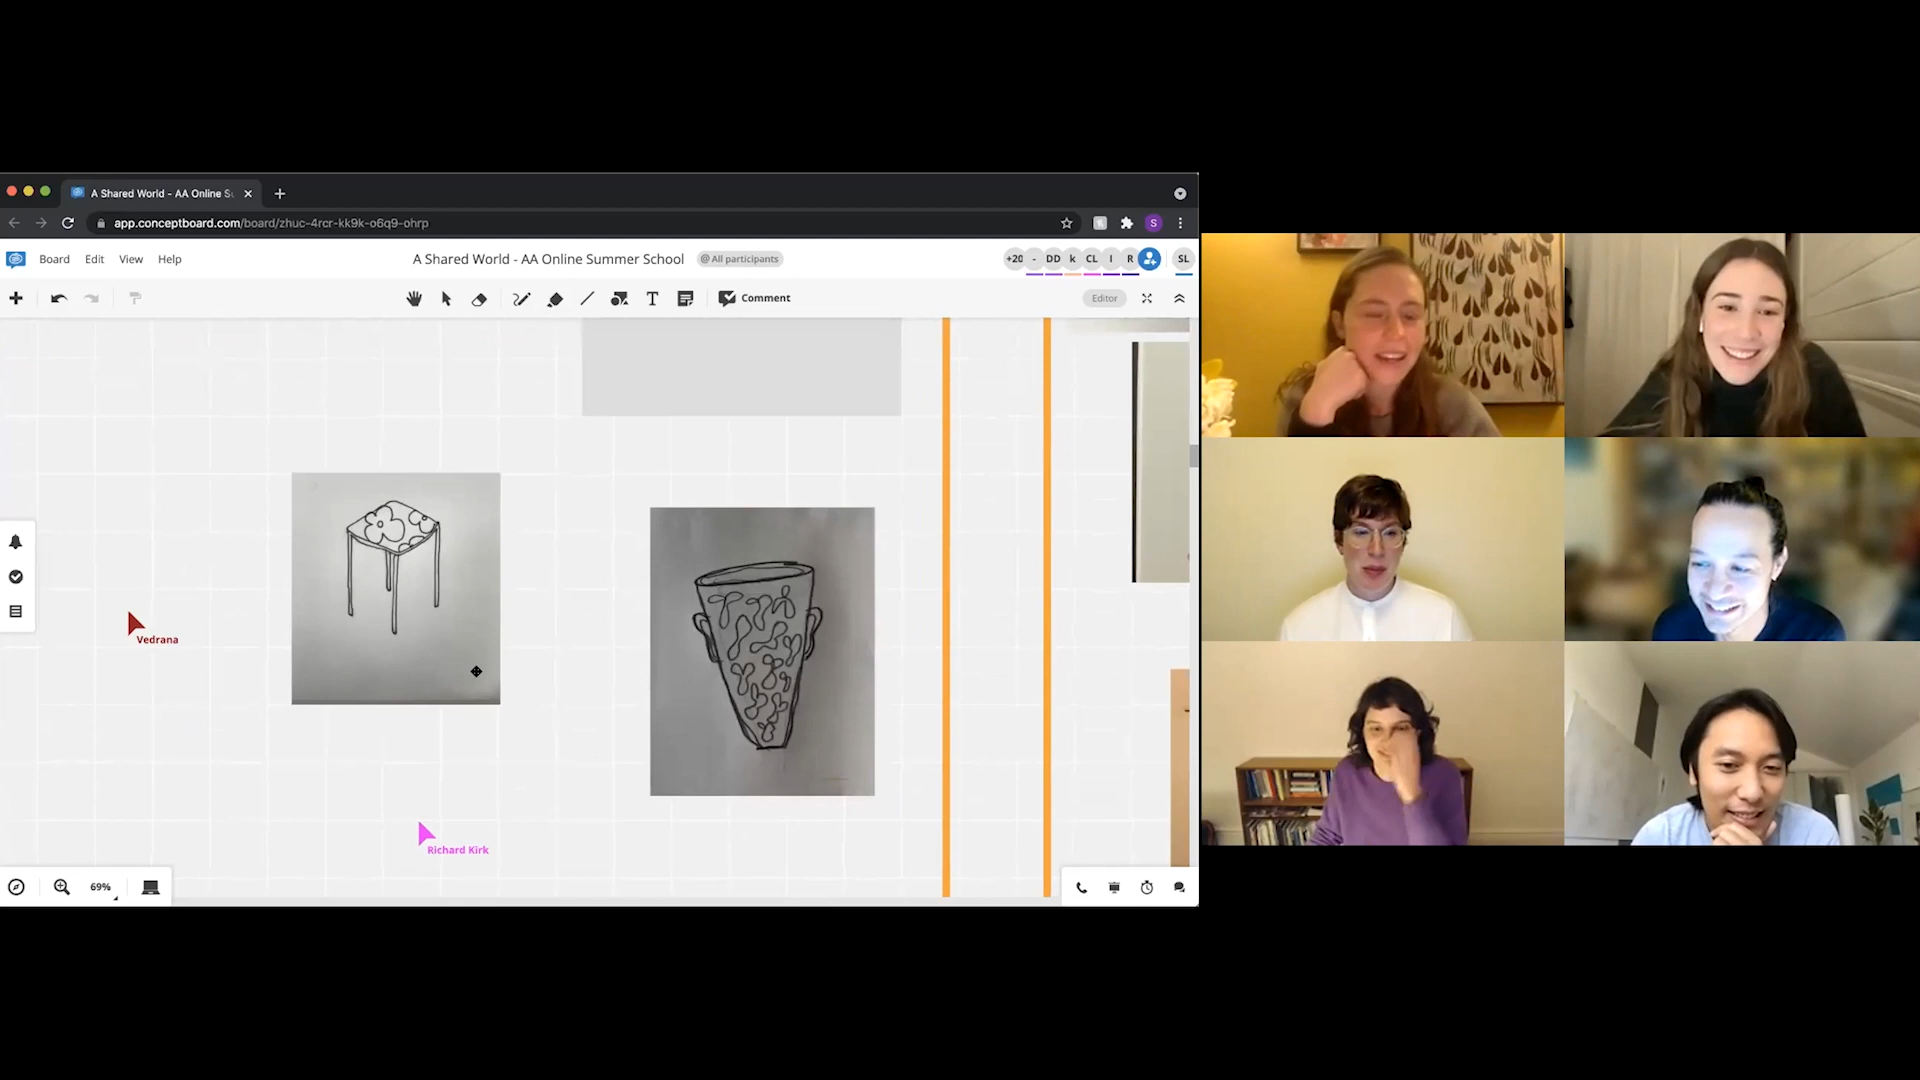 A Shared World - AA Online Su
app.conceptboard.com/board/zhuc-4rcr-kk9k-o6q9-ohrp
S
Board Edit View Help
A Shared World - AA Online Summer School
@ All participants
+20 - DD k CL I R SL
T
Comment
Editor
Vedrana
Richard Kirk
69%